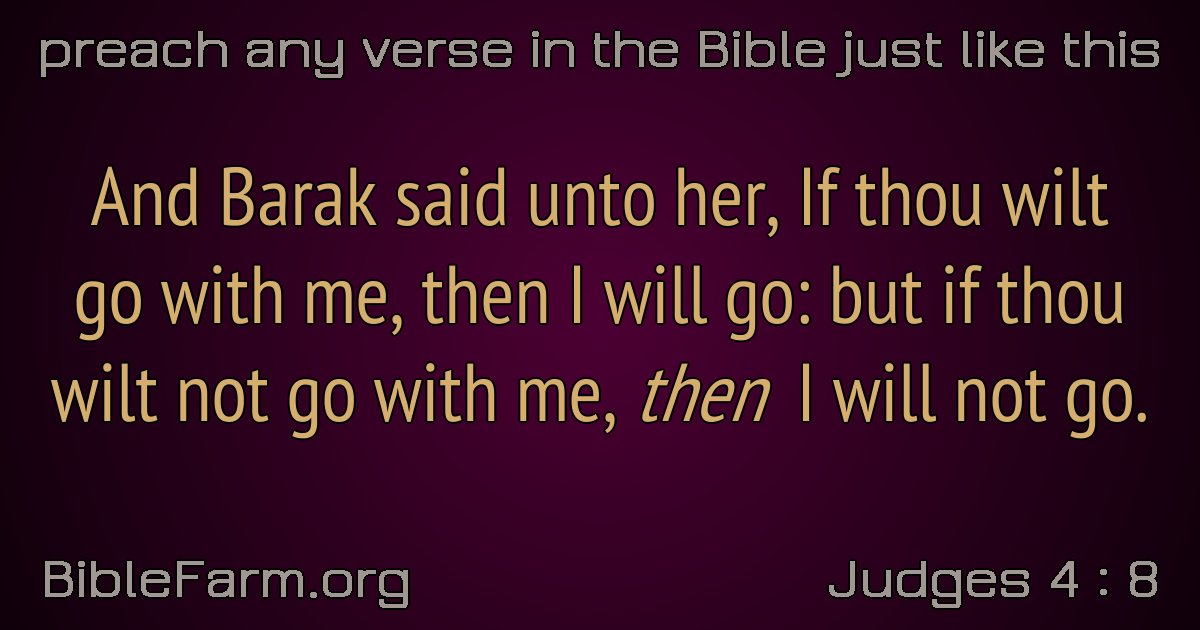 preach any verse in the Bible just like this
And Barak said unto her, If thou wilt
go with me, then I will go: but if thou
wilt not go with me, then I will not go.
BibleFarm.org
Judges 4 : 8